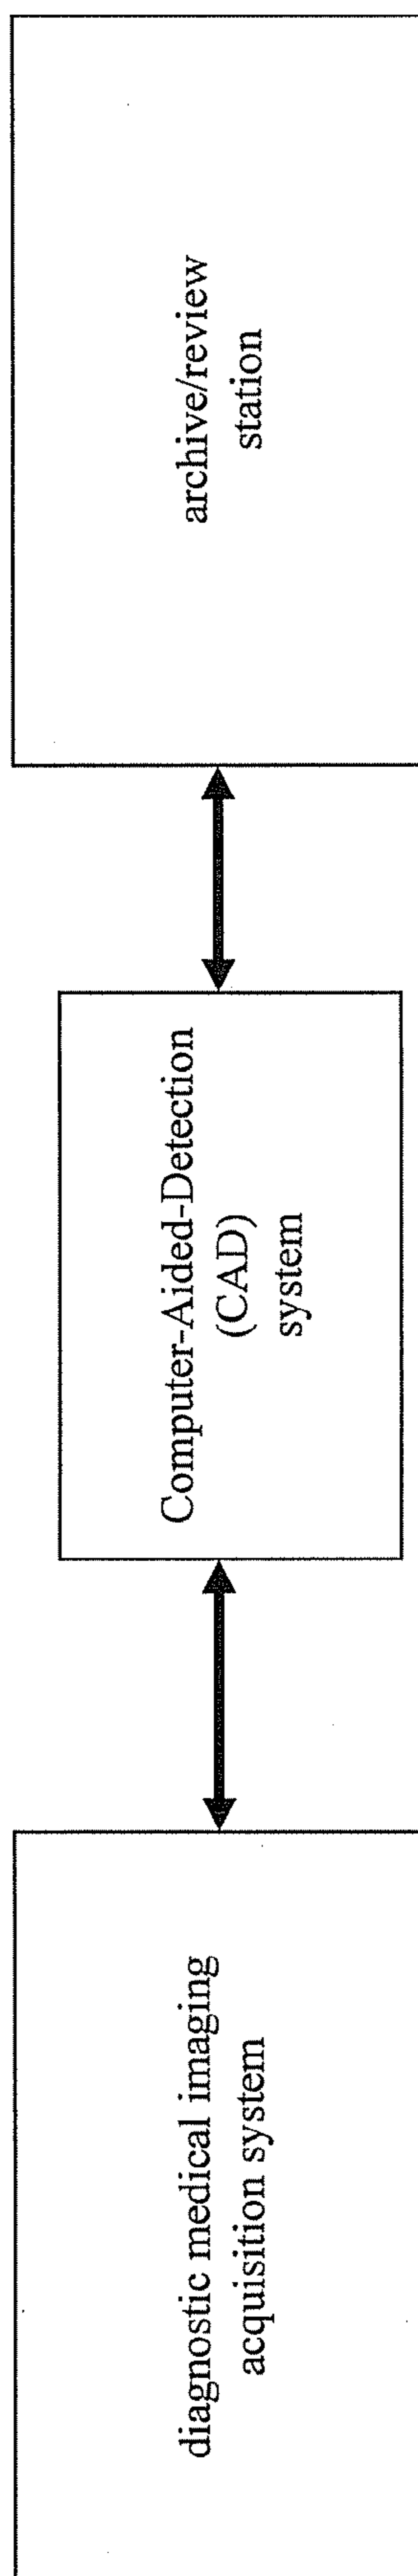 diagnostic medical imaging
acquisition system
Computer-Aided-Detection
(CAD)
system
archive/review
station